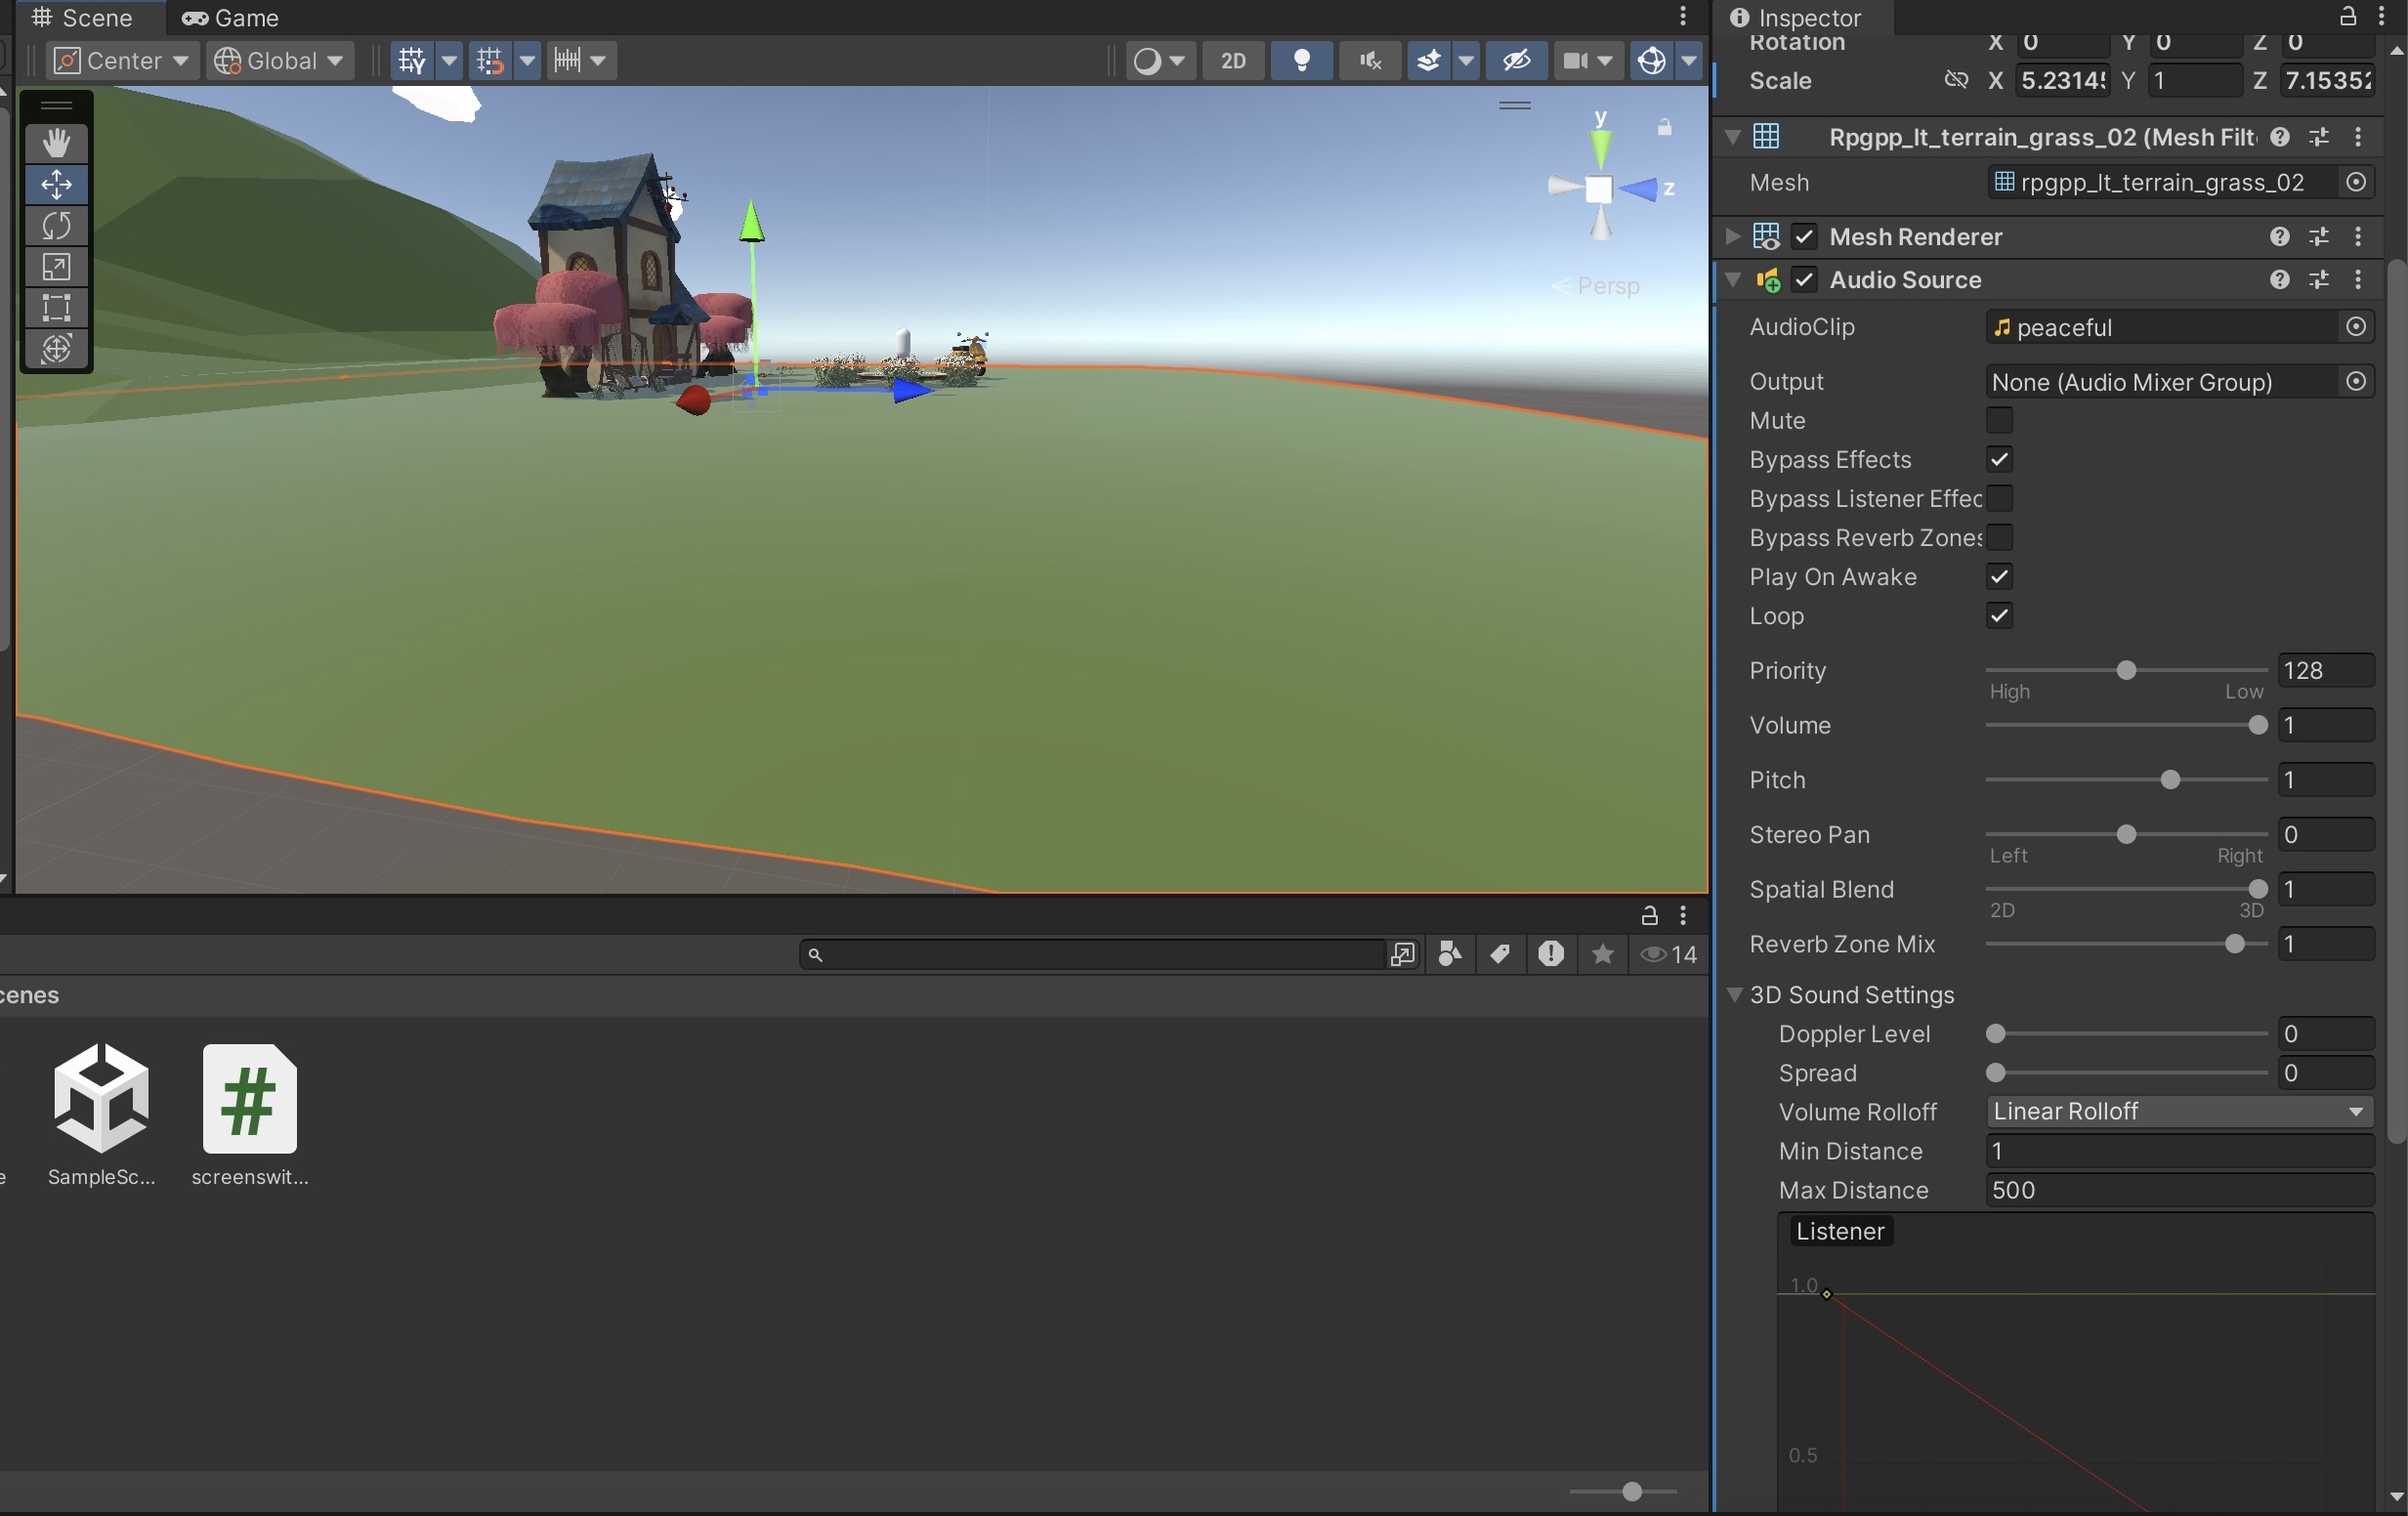 Scene
Game
Center
Global
2D
y
z
Persp
14
cenes
e
SampleSc...
screenswit...
Inspector
Rotation X 0 Y 0 Z 0
Scale X 5.2314 Y 1 Z 7.1535
Rpgpp_lt_terrain_grass_02 (Mesh Filt
Mesh rpgpp_lt_terrain_grass_02
Mesh Renderer
Audio Source
AudioClip peaceful
Output None (Audio Mixer Group)
Mute
Bypass Effects
Bypass Listener Effec
Bypass Reverb Zones
Play On Awake
Loop
Priority 128
High Low
Volume 1
Pitch 1
Stereo Pan 0
Left Right
Spatial Blend 1
2D 3D
Reverb Zone Mix 1
3D Sound Settings
Doppler Level 0
Spread 0
Volume Rolloff Linear Rolloff
Min Distance 1
Max Distance 500
Listener
1.0
0.5